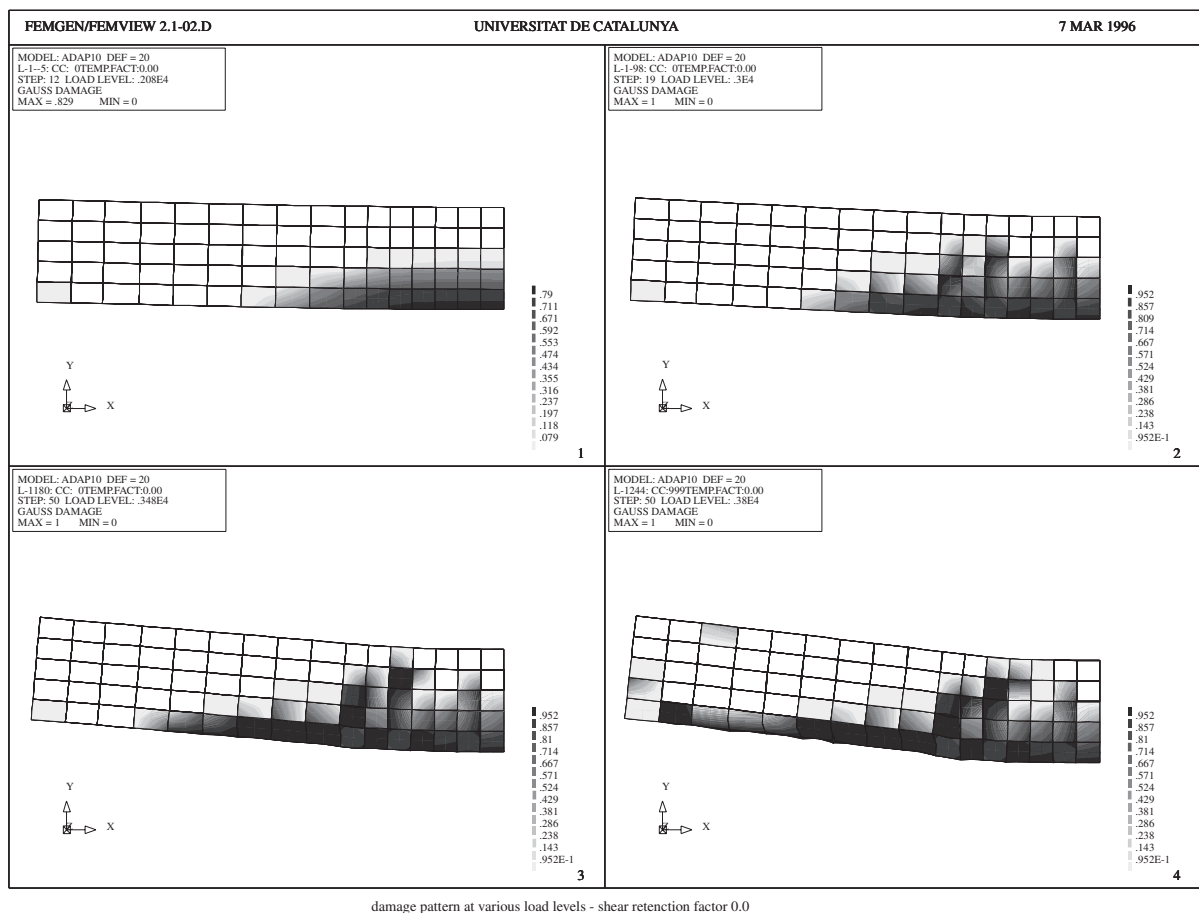 FEMGEN/FEMVIEW 2.1-02.D UNIVERSITAT DE CATALUNYA 7 MAR 1996
MODEL: ADAP10 DEF = 20
L-1--5: CC: 0TEMP.FACT:0.00
STEP: 12 LOAD LEVEL: .208E4
GAUSS DAMAGE
MAX = .829 MIN = 0
.79
.711
.671
.592
.553
.474
.434
.355
.316
.237
.197
.118
.079
Y
X
1
MODEL: ADAP10 DEF = 20
L-1-98: CC: 0TEMP.FACT:0.00
STEP: 19 LOAD LEVEL: .3E4
GAUSS DAMAGE
MAX = 1 MIN = 0
.952
.857
.809
.714
.667
.571
.524
.429
.381
.286
.238
.143
.952E-1
Y
X
2
MODEL: ADAP10 DEF = 20
L-1180: CC: 0TEMP.FACT:0.00
STEP: 50 LOAD LEVEL: .348E4
GAUSS DAMAGE
MAX = 1 MIN = 0
.952
.857
.81
.714
.667
.571
.524
.429
.381
.286
.238
.143
.952E-1
Y
X
3
MODEL: ADAP10 DEF = 20
L-1244: CC:999TEMP.FACT:0.00
STEP: 50 LOAD LEVEL: .38E4
GAUSS DAMAGE
MAX = 1 MIN = 0
.952
.857
.81
.714
.667
.571
.524
.429
.381
.286
.238
.143
.952E-1
Y
X
4
damage pattern at various load levels - shear retenction factor 0.0